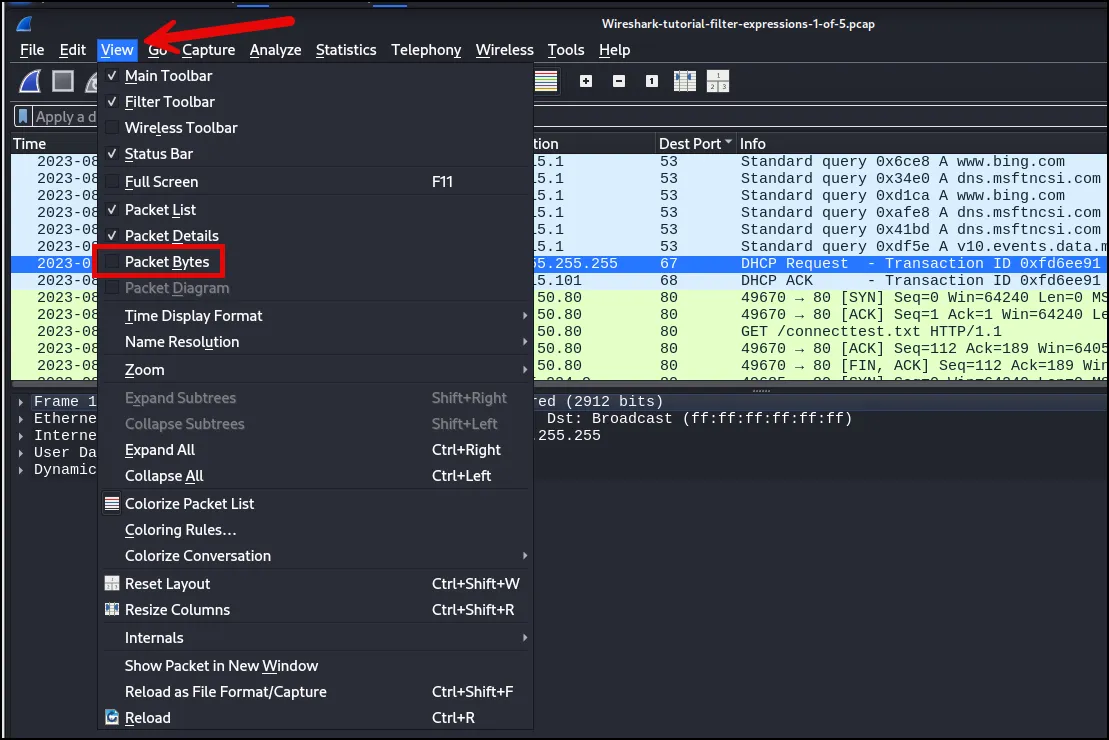 Wireshark-tutorial-filter-expressions-1-of-5.pcap
File Edit View Go Capture Analyze Statistics Telephony Wireless Tools Help
Apply a d
Time tion Dest Port Info
Main Toolbar
Filter Toolbar
Wireless Toolbar
Status Bar
Full Screen F11
Packet List
Packet Details
Packet Bytes
Packet Diagram
Time Display Format
Name Resolution
Zoom
Expand Subtrees Shift+Right
Collapse Subtrees Shift+Left
Expand All Ctrl+Right
Collapse All Ctrl+Left
Colorize Packet List
Coloring Rules...
Colorize Conversation
Reset Layout Ctrl+Shift+W
Resize Columns Ctrl+Shift+R
Internals
Show Packet in New Window
Reload as File Format/Capture Ctrl+Shift+F
Reload Ctrl+R
2023-08 15.1 53 Standard query 0x6ce8 A www.bing.com
2023-08 15.1 53 Standard query 0x34e0 A dns.msftncsi.com
2023-08 15.1 53 Standard query 0xd1ca A www.bing.com
2023-08 15.1 53 Standard query 0xafe8 A dns.msftncsi.com
2023-08 15.1 53 Standard query 0x41bd A dns.msftncsi.com
2023-08 15.1 53 Standard query 0xdf5e A v10.events.data.m
2023-0 55.255.255 67 DHCP Request - Transaction ID 0xfd6ee91
2023-08 15.101 68 DHCP ACK - Transaction ID 0xfd6ee91
2023-08 50.80 80 49670 → 80 [SYN] Seq=0 Win=64240 Len=0 MS
2023-08 50.80 80 49670 → 80 [ACK] Seq=1 Ack=1 Win=64240 Le
2023-08 50.80 80 GET /connecttest.txt HTTP/1.1
2023-08 50.80 80 49670 → 80 [ACK] Seq=112 Ack=189 Win=6405
2023-08 50.80 80 49670 → 80 [FIN, ACK] Seq=112 Ack=189 Win
Frame 1 red (2912 bits)
Etherne Dst: Broadcast (ff:ff:ff:ff:ff:ff)
Interne .255.255
User Da
Dynamic